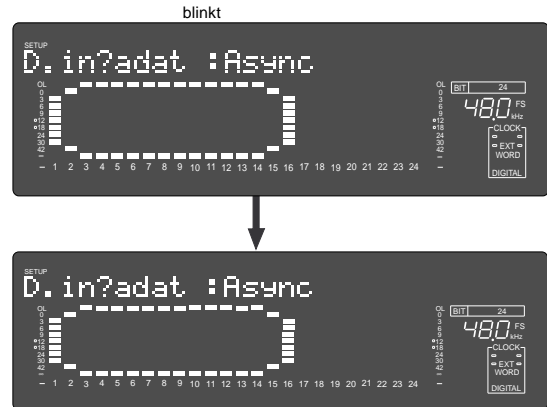 blinkt
SETUP
D.in?adat :Async
OL
0
3
6
9
12
18
24
30
42
–
– 1 2 3 4 5 6 7 8 9 10 11 12 13 14 15 16 17 18 19 20 21 22 23 24 –
OL
0
3
6
9
12
18
24
30
42
–
BIT 24
48.0 FS
kHz
CLOCK
EXT
WORD
DIGITAL
SETUP
D.in?adat :Async
OL
0
3
6
9
12
18
24
30
42
–
– 1 2 3 4 5 6 7 8 9 10 11 12 13 14 15 16 17 18 19 20 21 22 23 24 –
OL
0
3
6
9
12
18
24
30
42
–
BIT 24
48.0 FS
kHz
CLOCK
EXT
WORD
DIGITAL